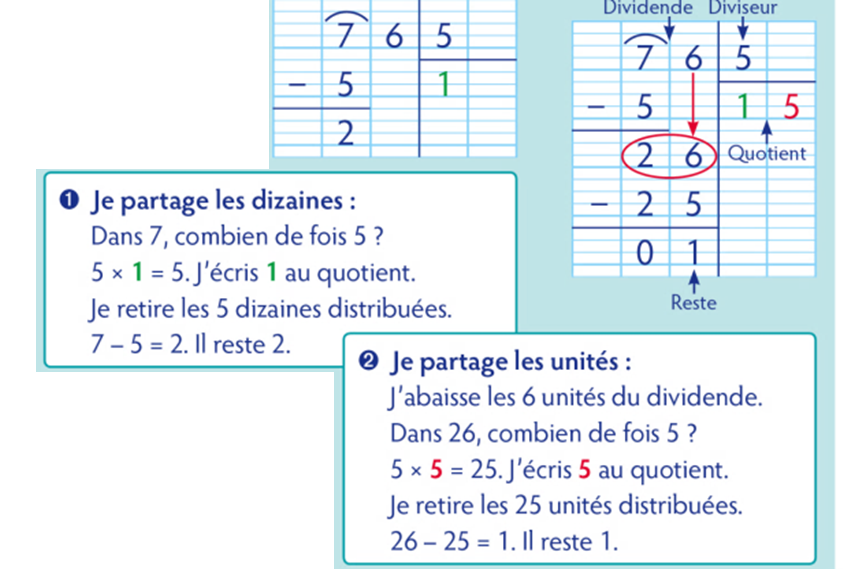 7 6 5
− 5 1
2
Dividende Diviseur
7 6 5
− 5 1 5
2 6 Quotient
− 2 5
0 1
Reste
❶ Je partage les dizaines :
Dans 7, combien de fois 5 ?
5 × 1 = 5. J'écris 1 au quotient.
Je retire les 5 dizaines distribuées.
7 − 5 = 2. Il reste 2.
❷ Je partage les unités :
J'abaisse les 6 unités du dividende.
Dans 26, combien de fois 5 ?
5 × 5 = 25. J'écris 5 au quotient.
Je retire les 25 unités distribuées.
26 − 25 = 1. Il reste 1.